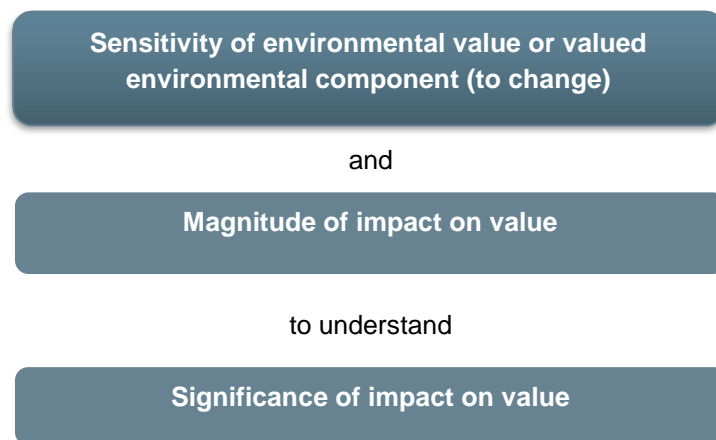 Sensitivity of environmental value or valued
environmental component (to change)
and
Magnitude of impact on value
to understand
Significance of impact on value